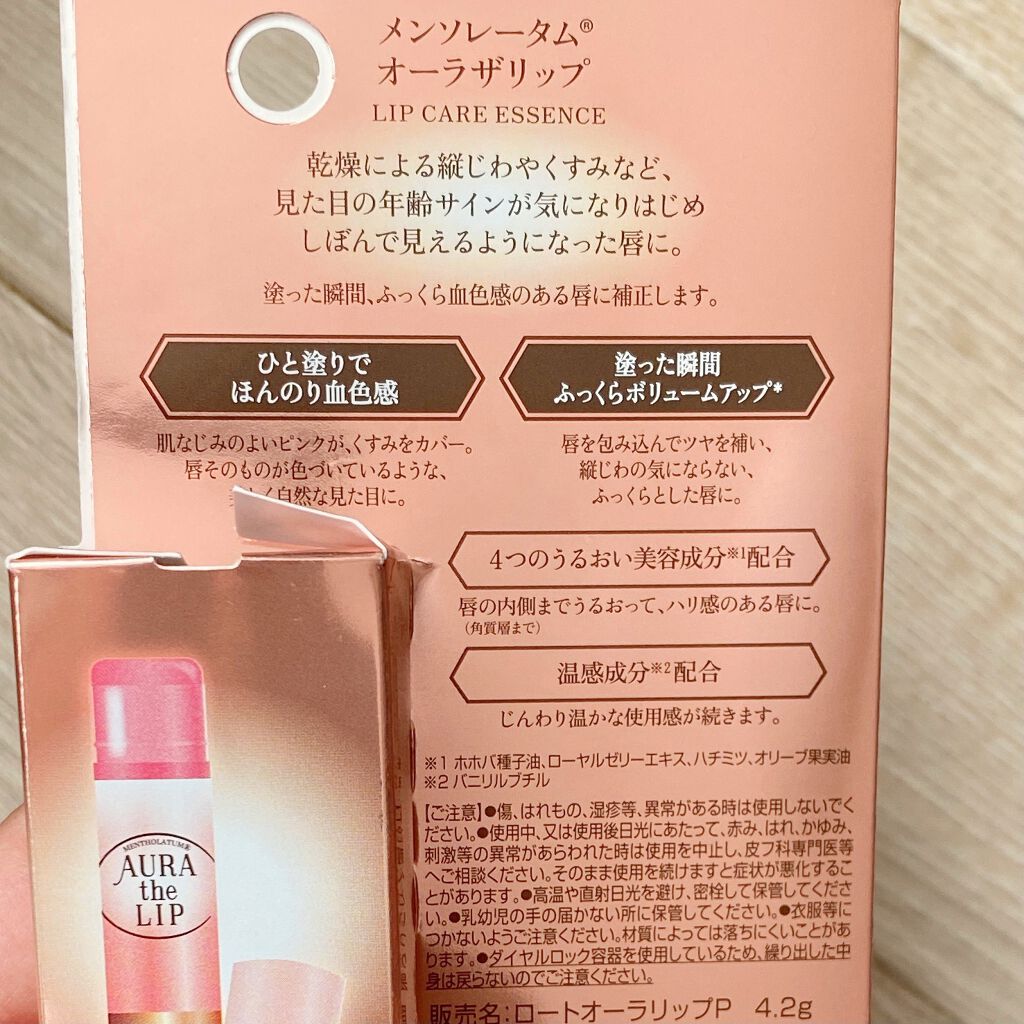 メンソレータム®
オーラザリップ
LIP CARE ESSENCE
乾燥による縦じわやくすみなど、
見た目の年齢サインが気になりはじめ
しぼんで見えるようになった唇に。
塗った瞬間、ふっくら血色感のある唇に補正します。
ひと塗りで
ほんのり血色感
肌なじみのよいピンクが、くすみをカバー。
唇そのものが色づいているような、
く自然な見た目に。
塗った瞬間
ふっくらボリュームアップ*
唇を包み込んでツヤを補い、
縦じわの気にならない、
ふっくらとした唇に。
4つのうるおい美容成分※1配合
唇の内側までうるおって、ハリ感のある唇に。
(角質層まで)
温感成分※2配合
じんわり温かな使用感が続きます。
※1 ホホバ種子油、ローヤルゼリーエキス、ハチミツ、オリーブ果実油
※2 バニリルブチル
【ご注意】●傷、はれもの、湿疹等、異常がある時は使用しないでく
ださい。●使用中、又は使用後日光にあたって、赤み、はれ、かゆみ、
刺激等の異常があらわれた時は使用を中止し、皮フ科専門医等
へご相談ください。そのまま使用を続けますと症状が悪化するこ
とがあります。●高温や直射日光を避け、密栓して保管してくださ
い。●乳幼児の手の届かない所に保管してください。●衣服等に
つかないようご注意ください。材質によっては落ちにくいことがあ
ります。●ダイヤルロック容器を使用しているため、繰り出した中
身は戻らないのでご注意ください。
販売名:ロートオーラリップP 4.2g
MENTHOLATUM®
AURA
the
LIP